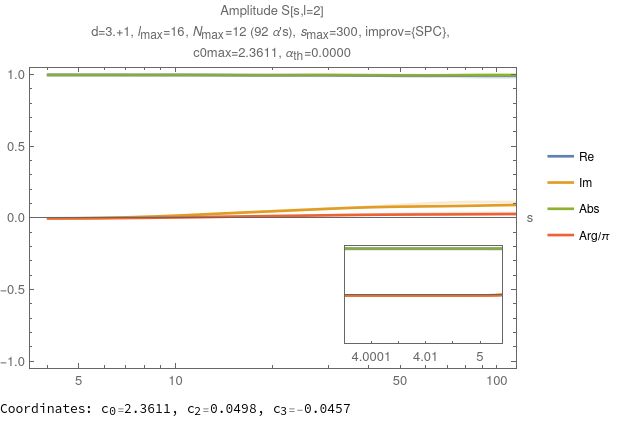 Amplitude S[s,l=2]
d=3.+1, lmax=16, Nmax=12 (92 α's), smax=300, improv={SPC},
c0max=2.3611, αth=0.0000
1.0
0.5
0.0
−0.5
−1.0
5
10
50
100
s
Re
Im
Abs
Arg/π
4.0001
4.01
5
Coordinates: c0=2.3611, c2=0.0498, c3=-0.0457